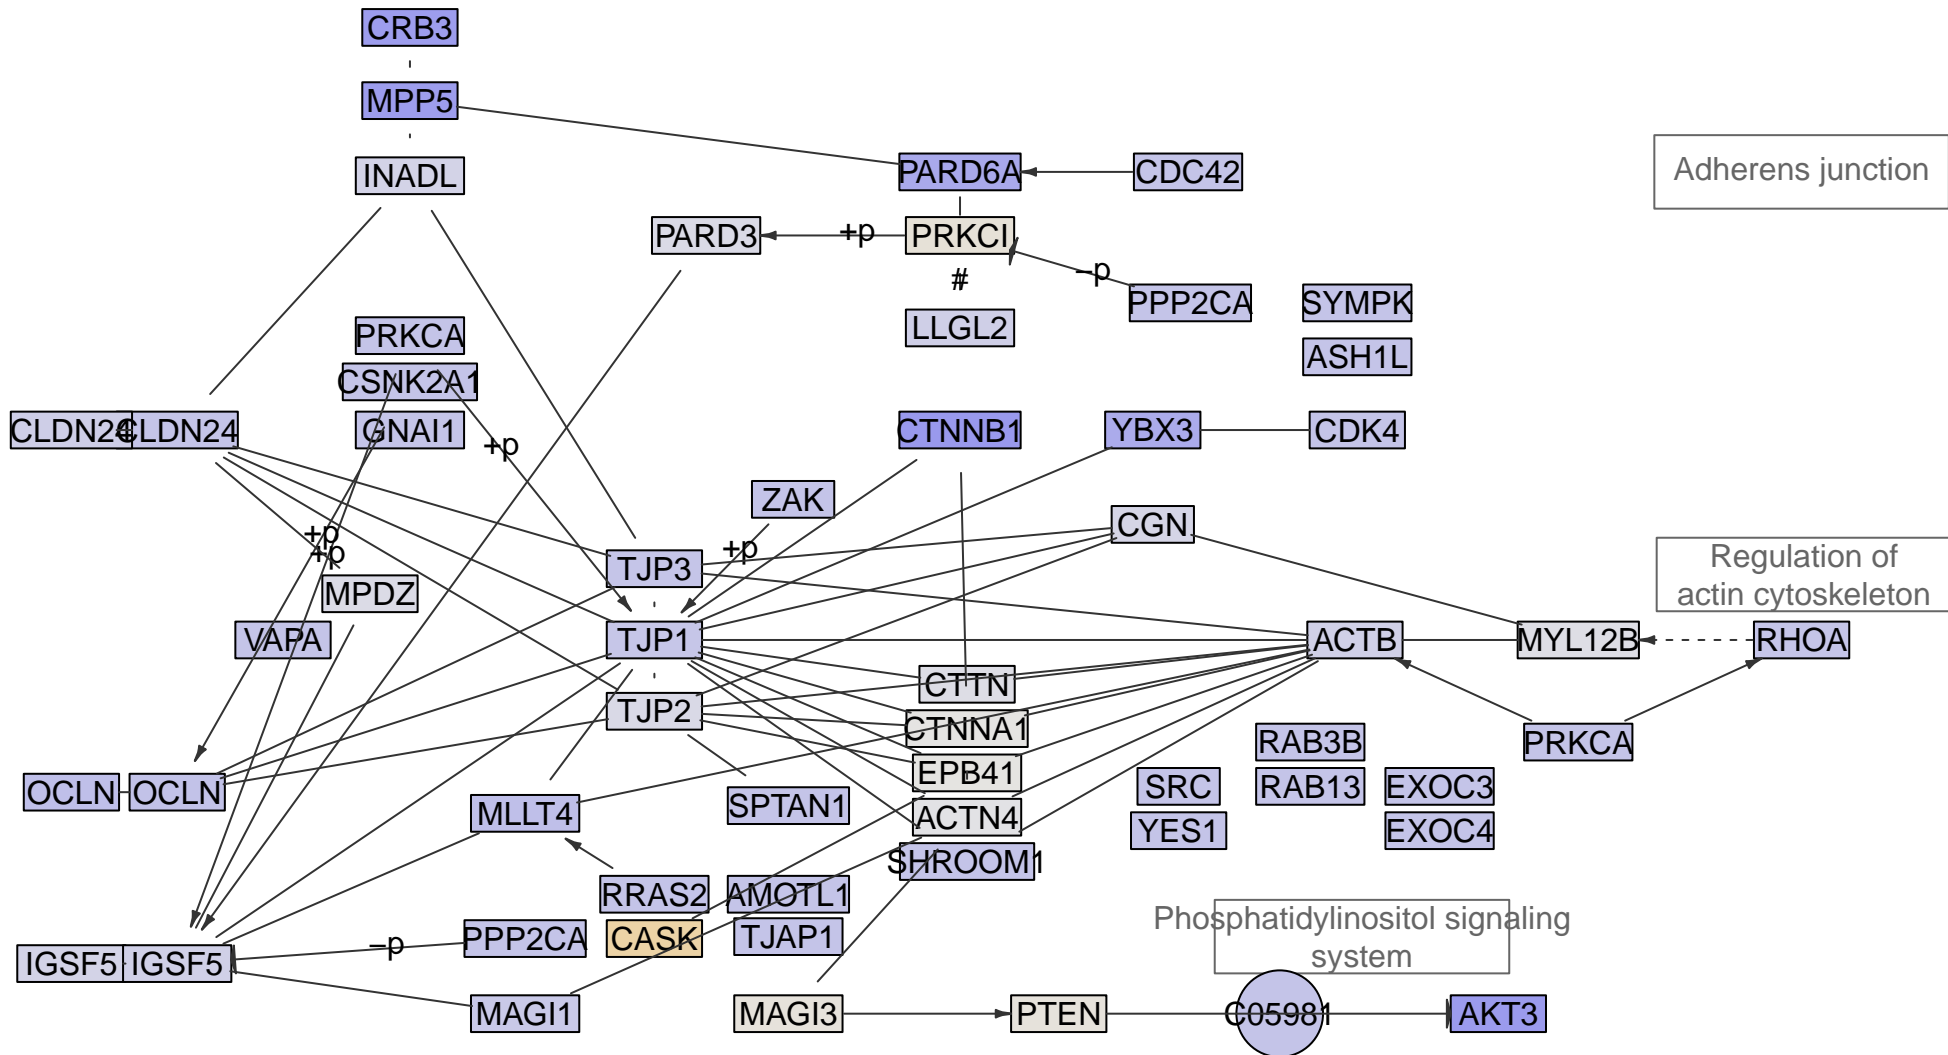 CRB3
MPP5
INADL
PARD6A
CDC42
Adherens junction
PARD3
+p
PRKCI
−p
#
PPP2CA
SYMPK
PRKCA
LLGL2
ASH1L
CSNK2A1
CLDN24
CLDN24
GNAI1
+p
CTNNB1
YBX3
CDK4
ZAK
CGN
+p
+p
+p
TJP3
Regulation of
actin cytoskeleton
MPDZ
VAPA
TJP1
ACTB
MYL12B
RHOA
CTTN
TJP2
CTNNA1
RAB3B
PRKCA
EPB41
OCLN
OCLN
SRC
RAB13
EXOC3
MLLT4
SPTAN1
ACTN4
YES1
EXOC4
SHROOM1
RRAS2
AMOTL1
Phosphatidylinositol signaling
system
PPP2CA
CASK
TJAP1
−p
IGSF5
IGSF5
MAGI1
MAGI3
PTEN
C05981
AKT3